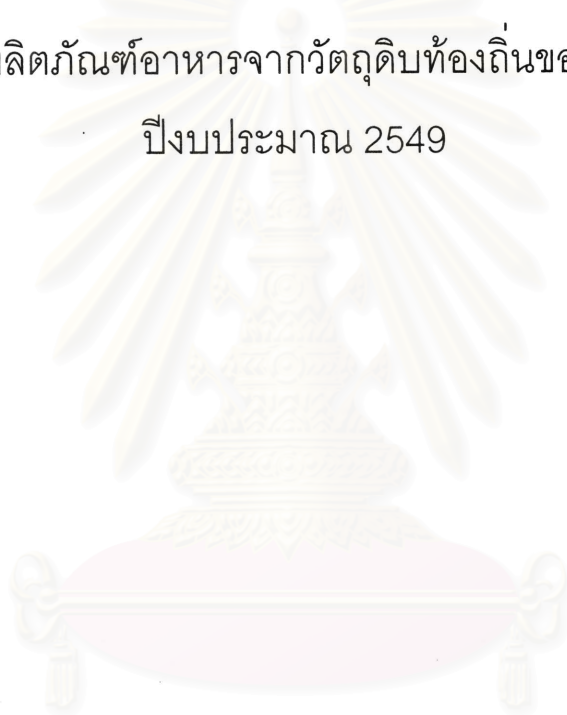 ลิตภัณฑ์อาหารจากวัตถุดิบท้องถิ่นขอ
ปีงบประมาณ 2549